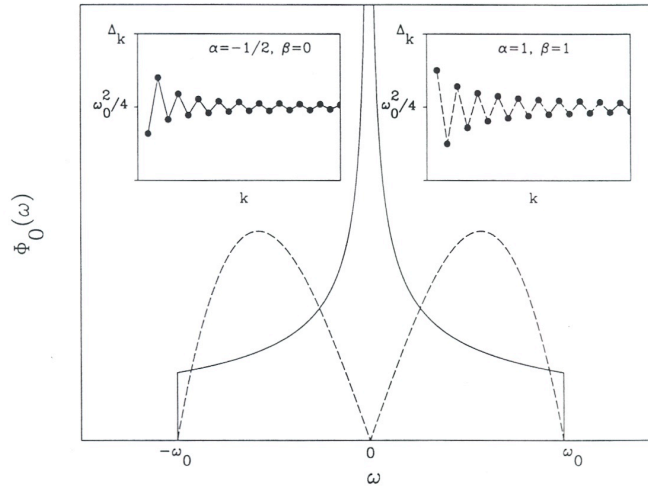 Δ_k
α=−1/2, β=0
ω_0^2/4
k
Δ_k
α=1, β=1
ω_0^2/4
k
Φ_0(ω)
−ω_0
0
ω_0
ω